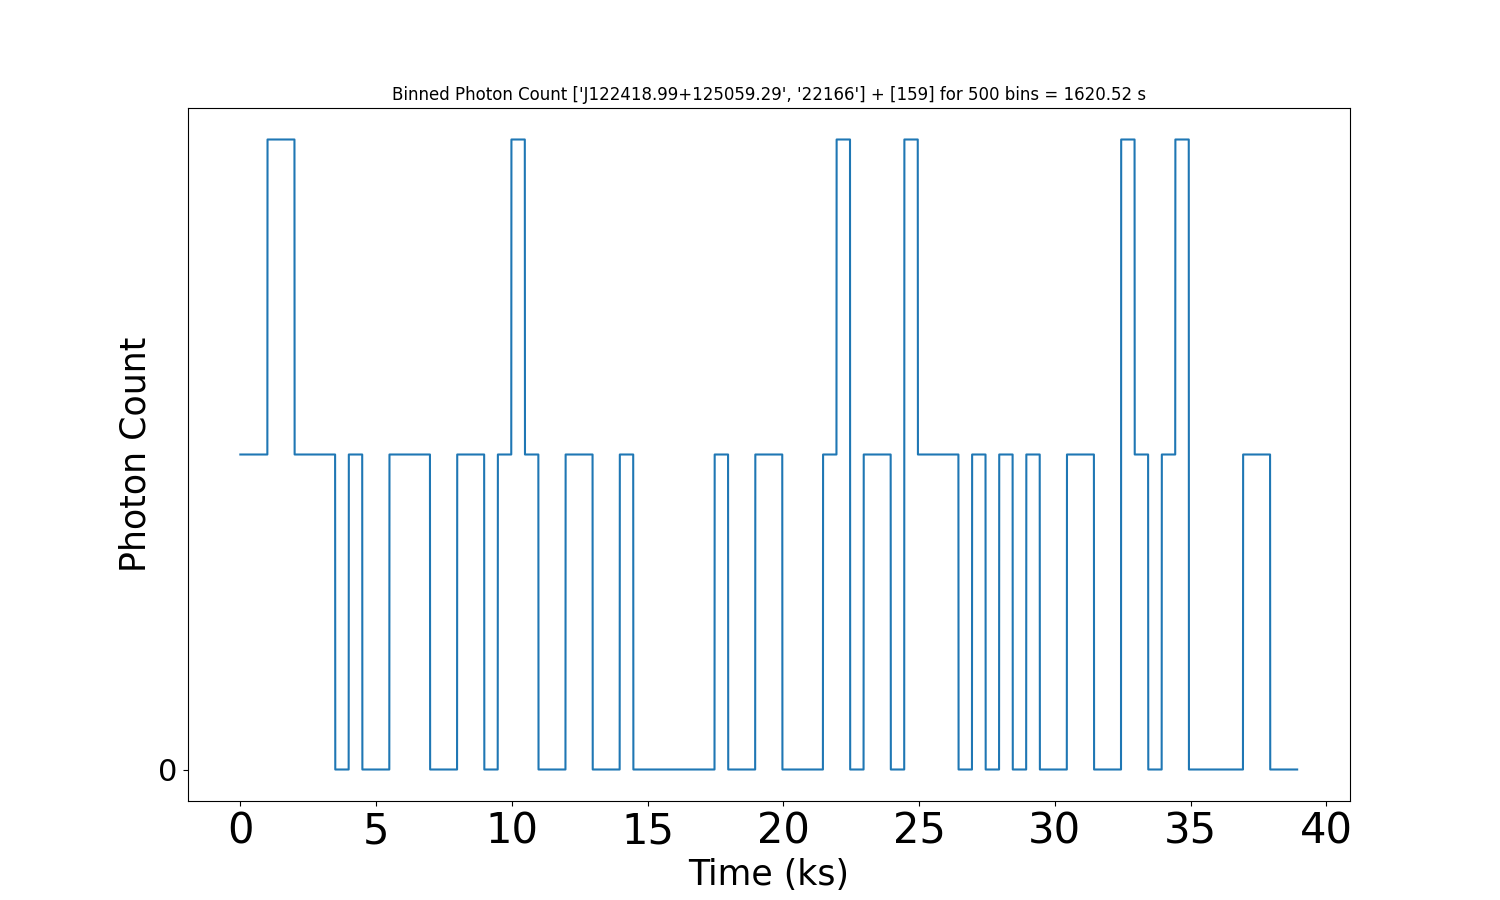 Binned Photon Count ['J122418.99+125059.29', '22166'] + [159] for 500 bins = 1620.52 s
Photon Count
0
0 5 10 15 20 25 30 35 40
Time (ks)